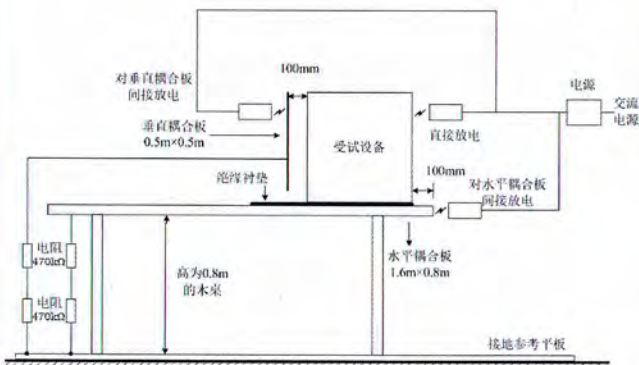 对垂直耦合板
间接放电
100mm
电源
交流
电源
垂直耦合板
0.5m×0.5m
受试设备
直接放电
绝缘衬垫
100mm
对水平耦合板
间接放电
电阻
470kΩ
高为0.8m
的木桌
水平耦合板
1.6m×0.8m
电阻
470kΩ
接地参考平板